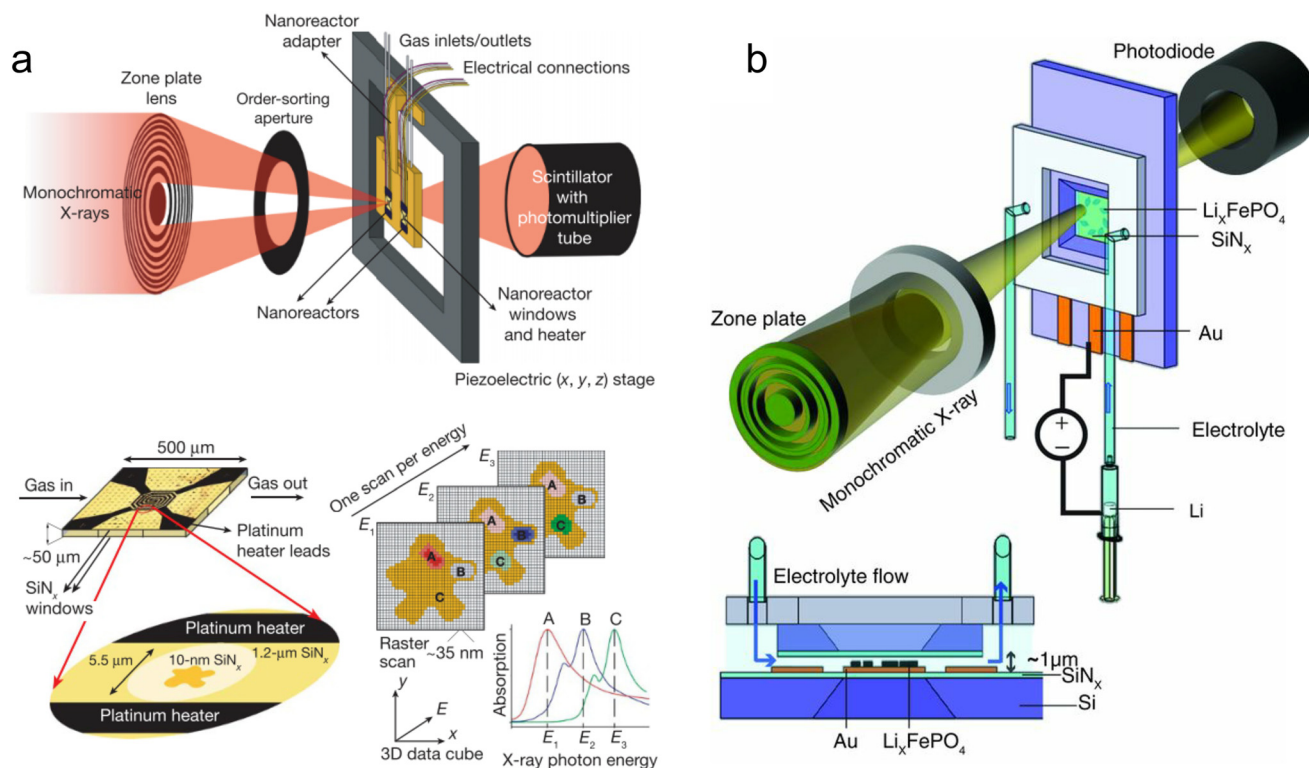 a
Nanoreactor
adapter
Gas inlets/outlets
Electrical connections
Zone plate
lens
Order-sorting
aperture
Monochromatic
X-rays
Scintillator
with
photomultiplier
tube
Nanoreactors
Nanoreactor
windows
and heater
Piezoelectric (x, y, z) stage
500 μm
Gas in
Gas out
Platinum
heater leads
~50 μm
SiNx
windows
Platinum heater
1.2-μm SiNx
5.5 μm
10-nm SiNx
Platinum heater
One scan per energy
E3
A
B
C
E2
A
B
C
E1
A
B
C
Raster
scan
~35 nm
y
E
x
3D data cube
A B C
Absorption
E1 E2 E3
X-ray photon energy
b
Photodiode
LixFePO4
SiNx
Zone plate
Au
Monochromatic X-ray
+
−
Electrolyte
Li
Electrolyte flow
~1μm
SiNx
Si
Au
LixFePO4